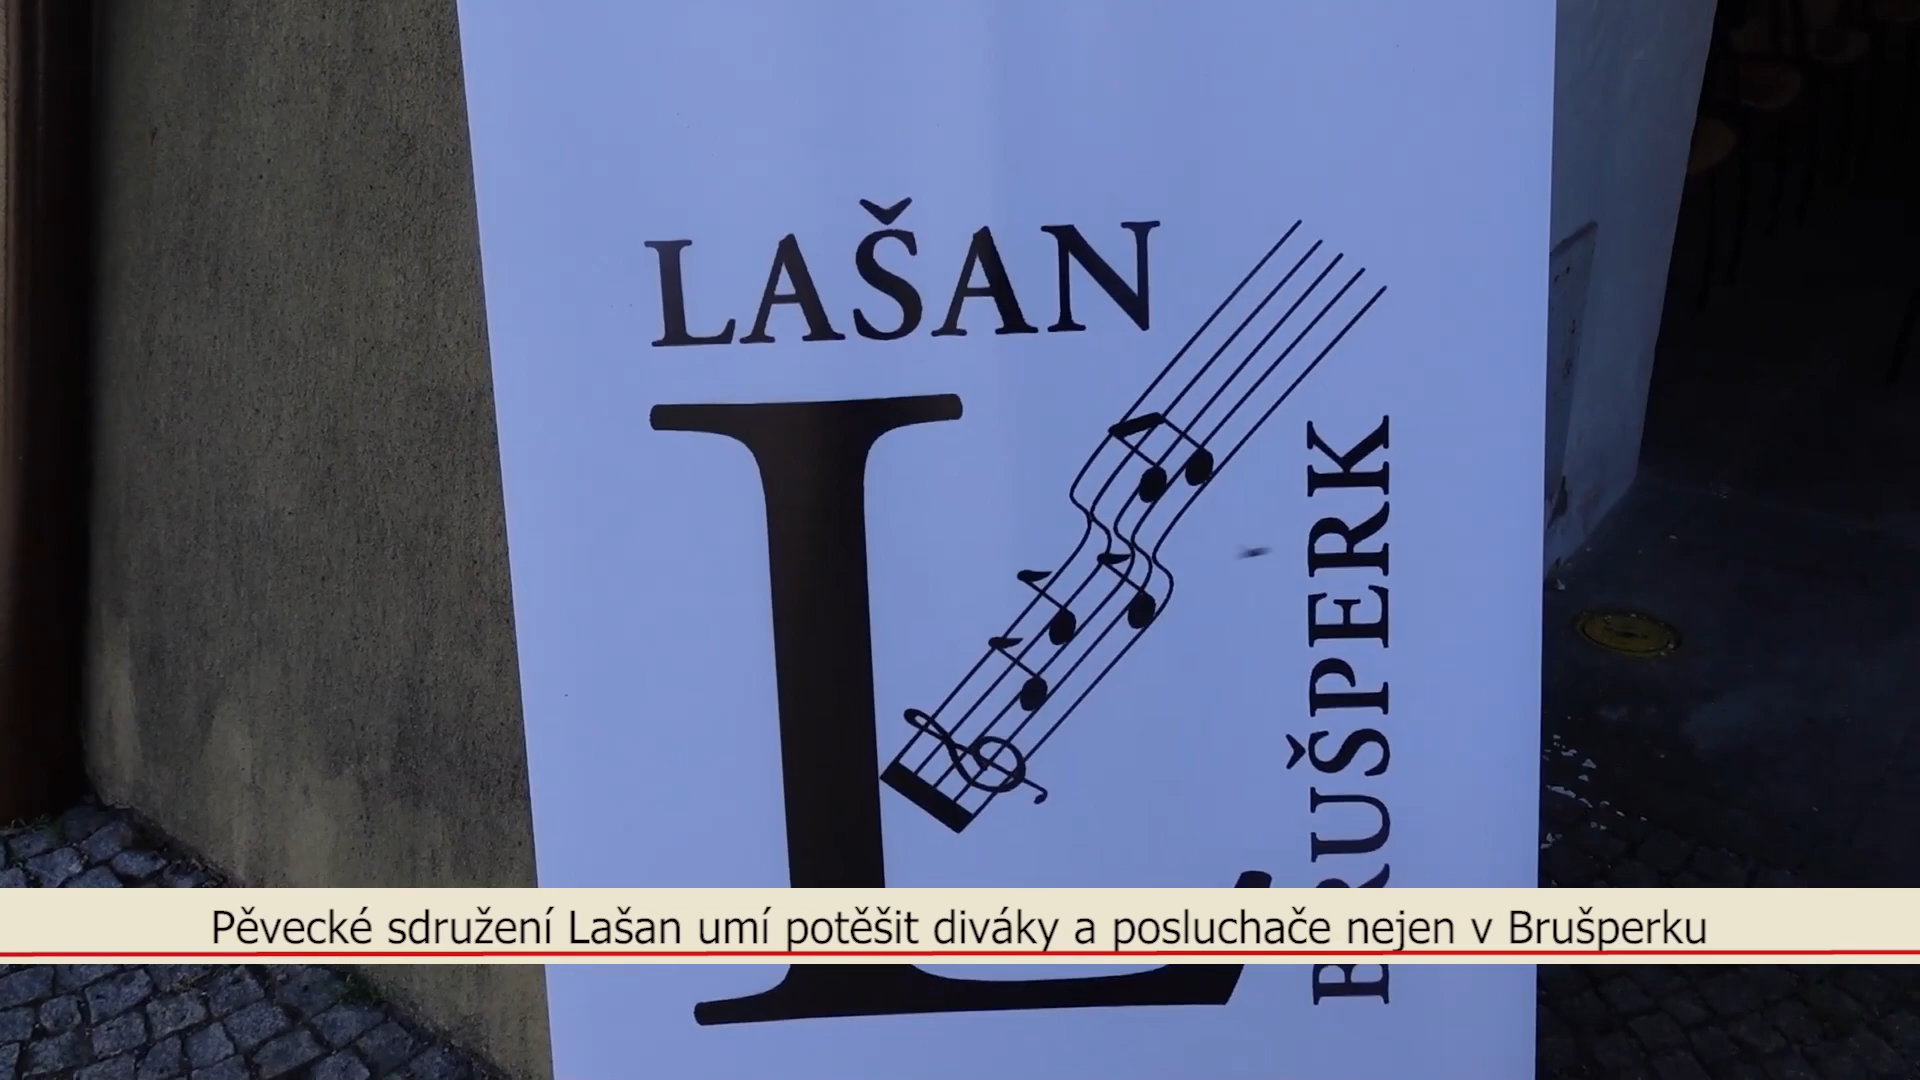 LAŠAN
L
BRUŠPERK
Pěvecké sdružení Lašan umí potěšit diváky a posluchače nejen v Brušperku